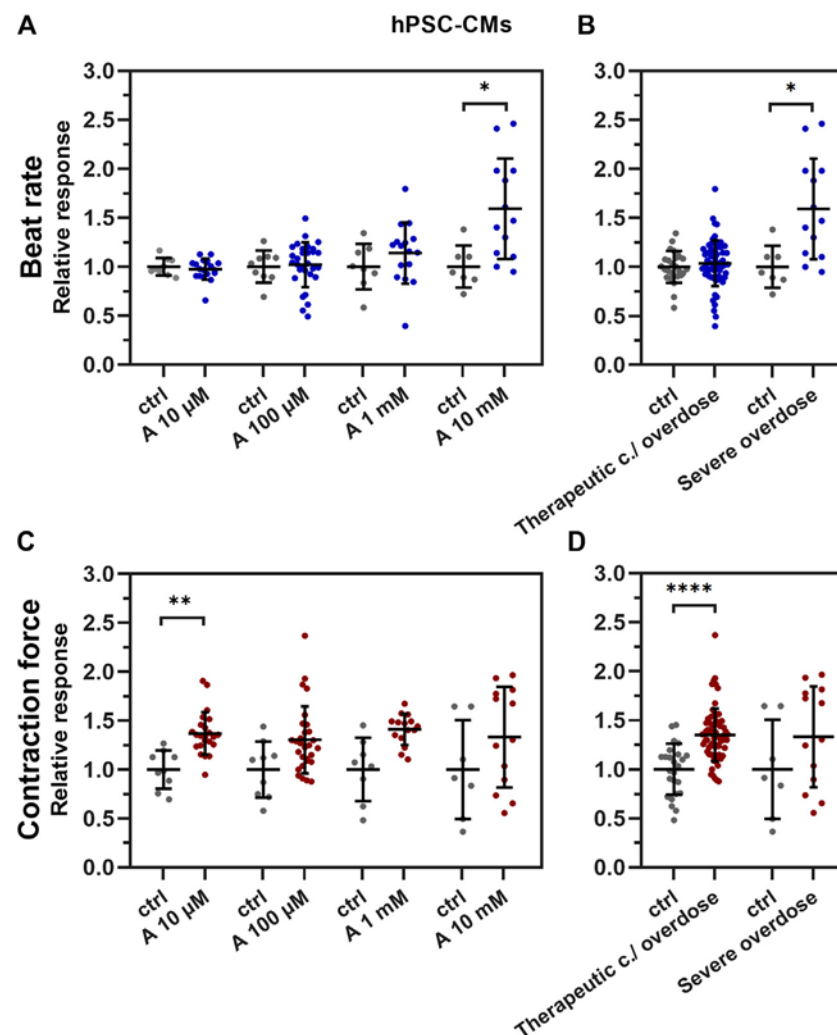 A hPSC-CMs B
Beat rate
Relative response
3.0
2.5
2.0
1.5
1.0
0.5
0.0
*
ctrl
A 10 µM
ctrl
A 100 µM
ctrl
A 1 mM
ctrl
A 10 mM
3.0
2.5
2.0
1.5
1.0
0.5
0.0
*
ctrl
Therapeutic c./ overdose
ctrl
Severe overdose
C
Contraction force
Relative response
3.0
2.5
2.0
1.5
1.0
0.5
0.0
**
ctrl
A 10 µM
ctrl
A 100 µM
ctrl
A 1 mM
ctrl
A 10 mM
D
3.0
2.5
2.0
1.5
1.0
0.5
0.0
****
ctrl
Therapeutic c./ overdose
ctrl
Severe overdose